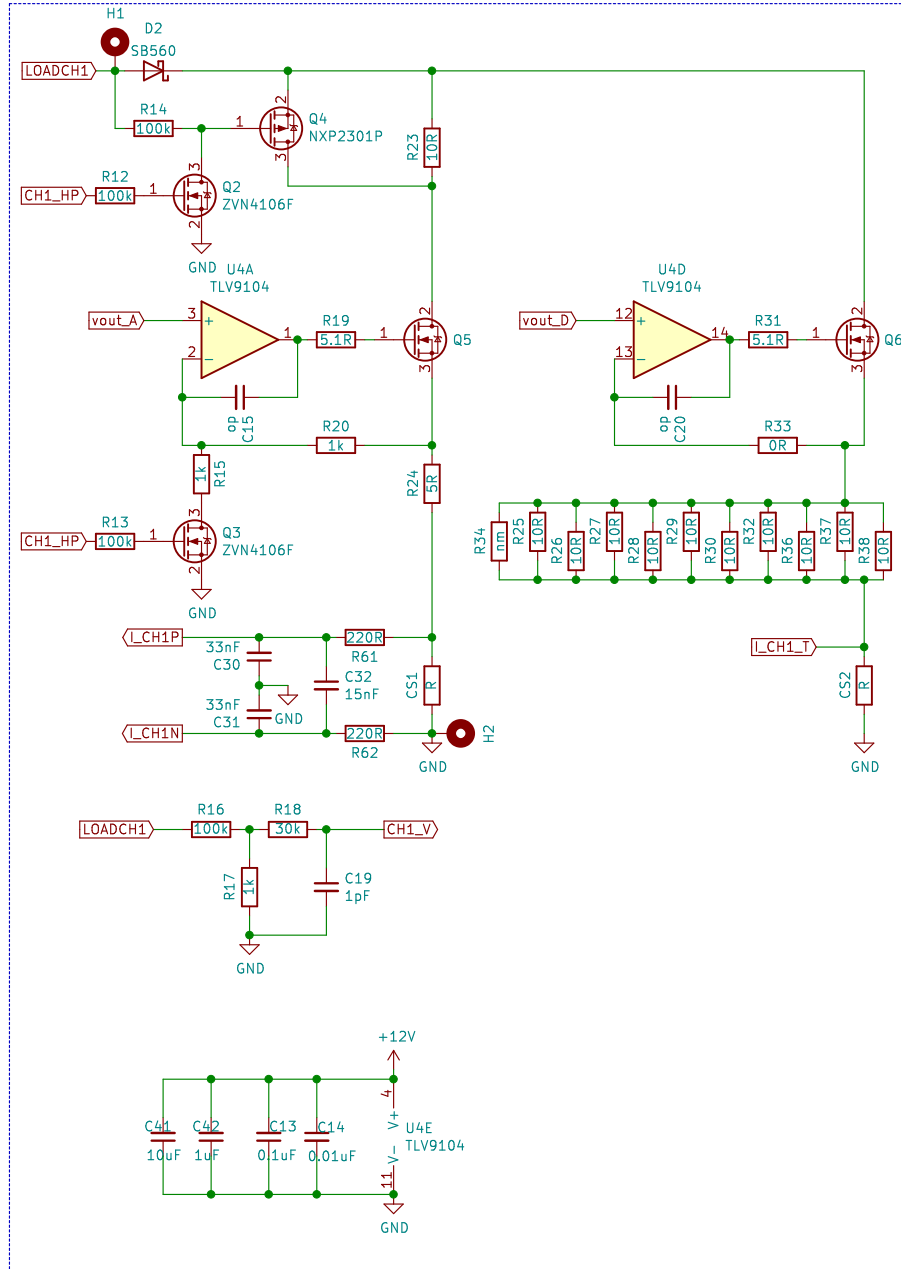 H1
D2
SB560
LOADCH1
R14
100k
1
2
3
Q4
NXP2301P
R23
10R
CH1_HP
R12
100k
1
3
2
Q2
ZVN4106F
GND
U4A
TLV9104
vout_A
3
+
2
−
1
R19
5.1R
1
2
3
Q5
op
C15
R20
1k
R15
1k
R24
5R
CH1_HP
R13
100k
1
3
2
Q3
ZVN4106F
GND
U4D
TLV9104
vout_D
12
+
13
−
14
R31
5.1R
1
2
3
Q6
op
C20
R33
0R
R34
nm
R25
10R
R26
10R
R27
10R
R28
10R
R29
10R
R30
10R
R32
10R
R36
10R
R37
10R
R38
10R
I_CH1P
33nF
C30
33nF
C31
GND
C32
15nF
220R
R61
I_CH1N
220R
R62
CS1
R
H2
GND
I_CH1_T
CS2
R
GND
LOADCH1
R16
100k
R18
30k
CH1_V
R17
1k
C19
1pF
GND
+12V
C41
10uF
C42
1uF
C13
0.1uF
C14
0.01uF
4
V+
V-
11
U4E
TLV9104
GND